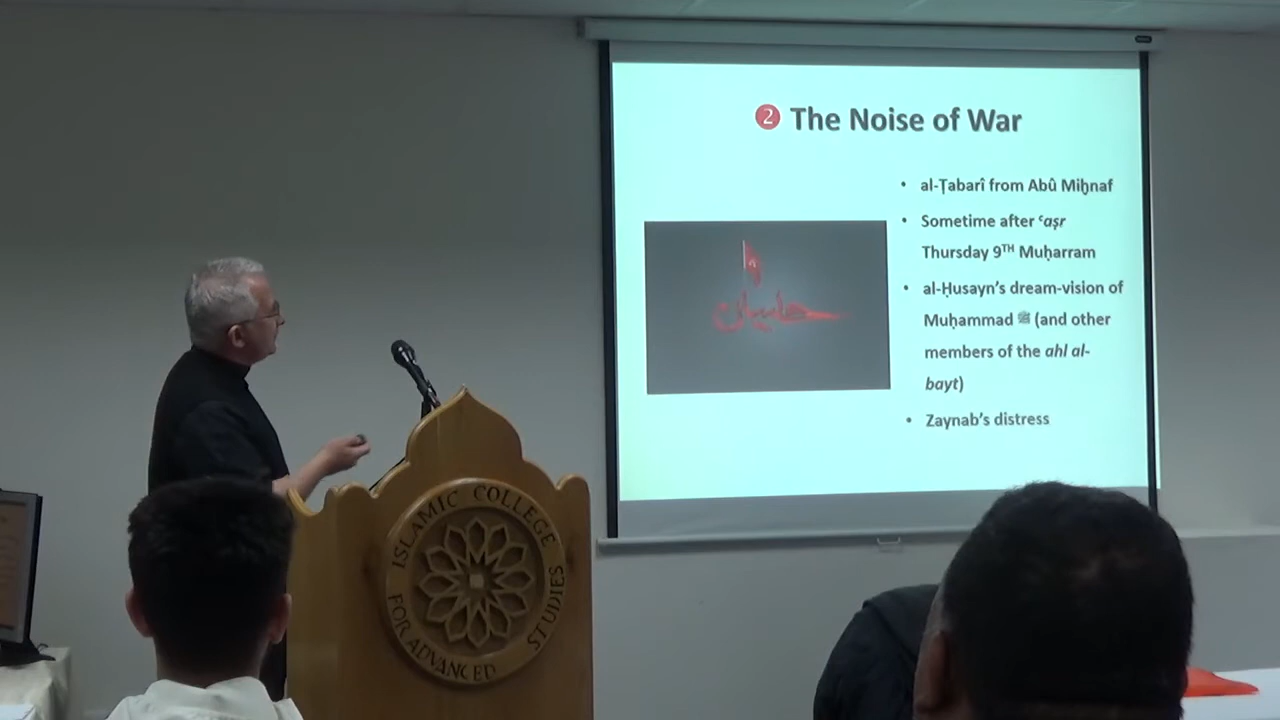 ❷ The Noise of War
• al-Ṭabarî from Abû Miḫnaf
• Sometime after ʿaṣr
Thursday 9TH Muḥarram
• al-Ḥusayn’s dream-vision of
Muḥammad ﷺ (and other
members of the ahl al-
bayt)
• Zaynab’s distress
ISLAMIC COLLEGE
FOR ADVANCED
STUDIES